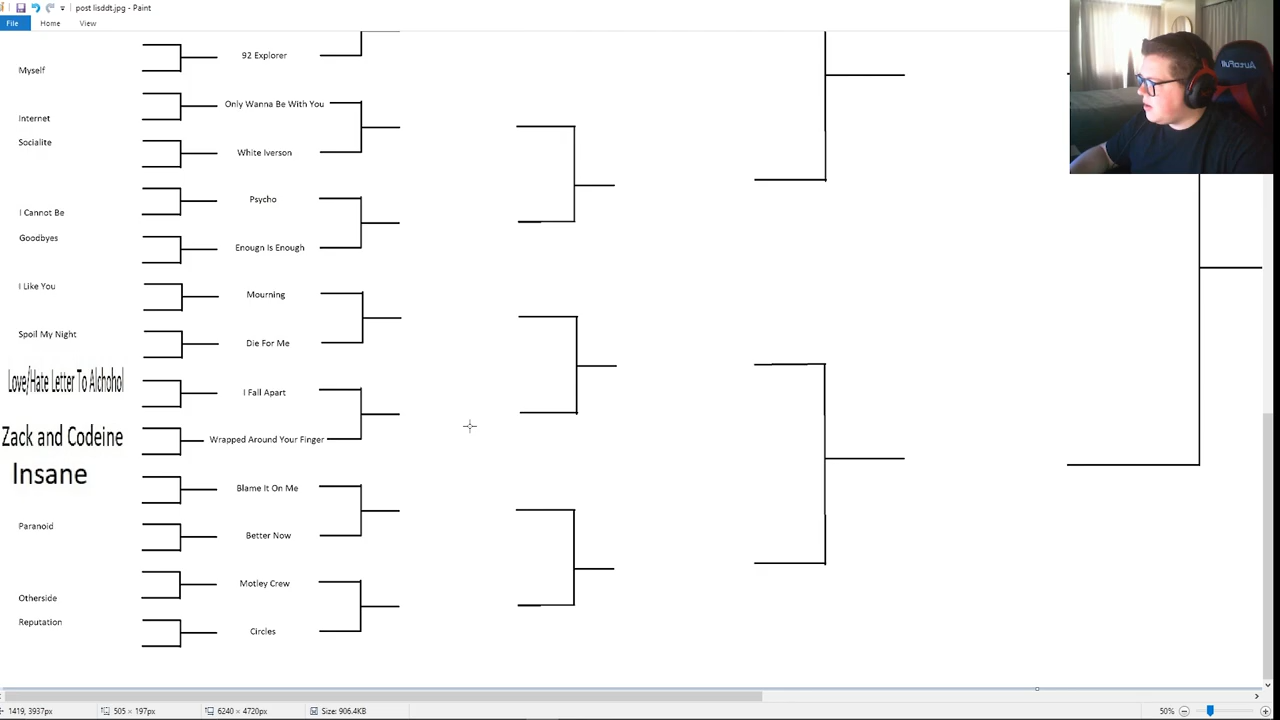 post lisddt.jpg - Paint
File Home View
92 Explorer
Myself
Only Wanna Be With You
Internet
Socialite
White Iverson
Psycho
I Cannot Be
Goodbyes
Enougn Is Enough
I Like You
Mourning
Spoil My Night
Die For Me
Love/Hate Letter To Alchohol
I Fall Apart
Zack and Codeine
Wrapped Around Your Finger
Insane
Blame It On Me
Paranoid
Better Now
Motley Crew
Otherside
Reputation
Circles
AutoFull
1419, 3937px 505 × 197px 6240 × 4720px Size: 906.4KB 50%